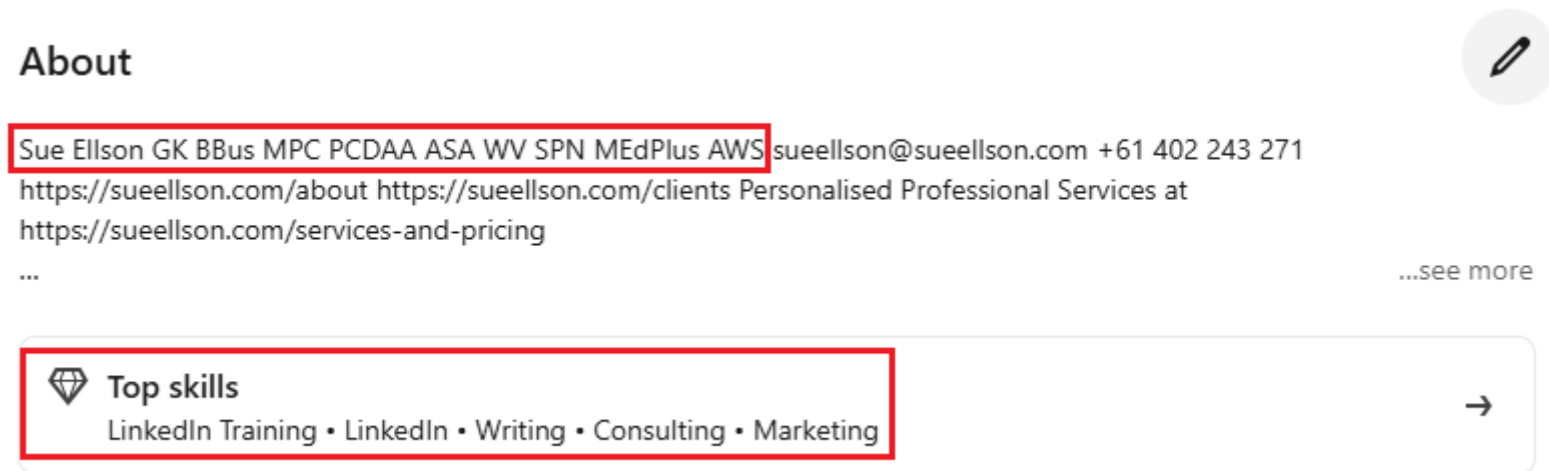 About
Sue Ellson GK BBus MPC PCDAA ASA WV SPN MEdPlus AWS sueellson@sueellson.com +61 402 243 271
https://sueellson.com/about https://sueellson.com/clients Personalised Professional Services at
https://sueellson.com/services-and-pricing
...
...see more
Top skills
LinkedIn Training • LinkedIn • Writing • Consulting • Marketing